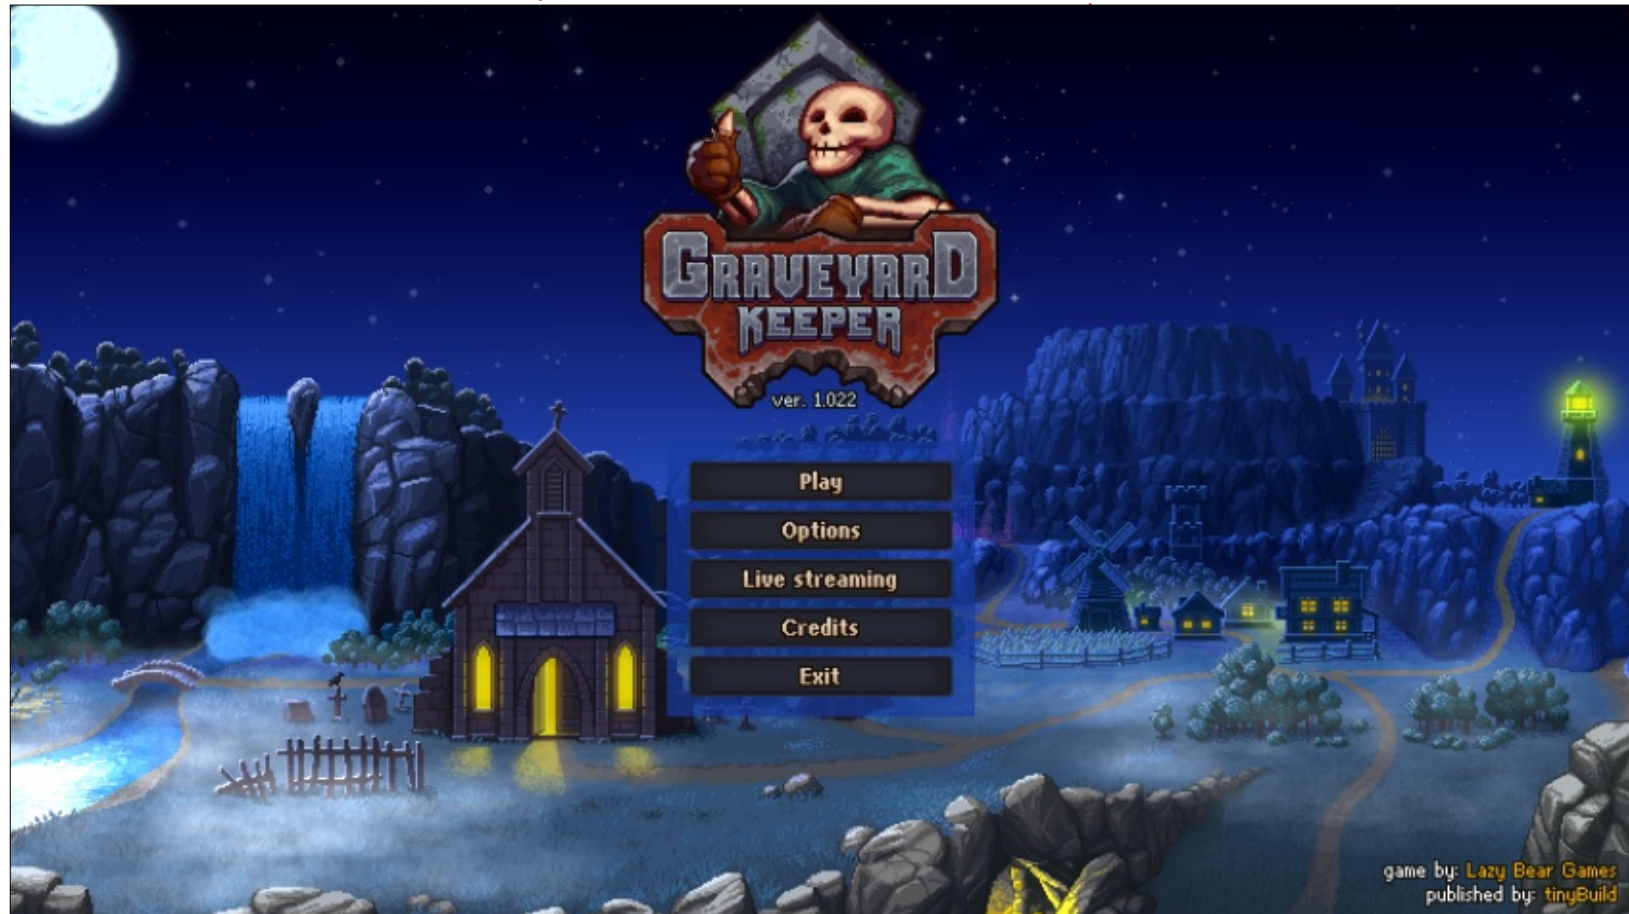 GRAVEYARD
KEEPER
ver. 1.022
Play
Options
Live streaming
Credits
Exit
game by: Lazy Bear Games
published by: tinyBuild